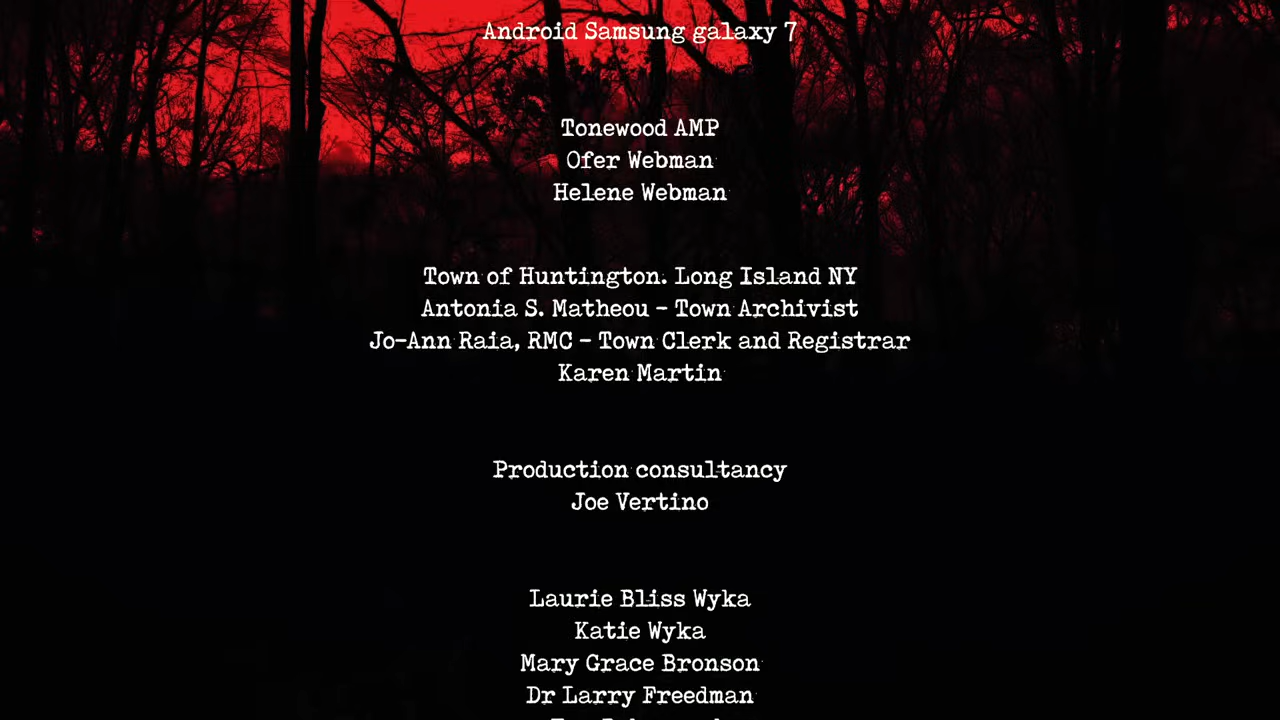 Android Samsung galaxy 7
Tonewood AMP
Ofer Webman
Helene Webman
Town of Huntington. Long Island NY
Antonia S. Matheou - Town Archivist
Jo-Ann Raia, RMC - Town Clerk and Registrar
Karen Martin
Production consultancy
Joe Vertino
Laurie Bliss Wyka
Katie Wyka
Mary Grace Bronson
Dr Larry Freedman